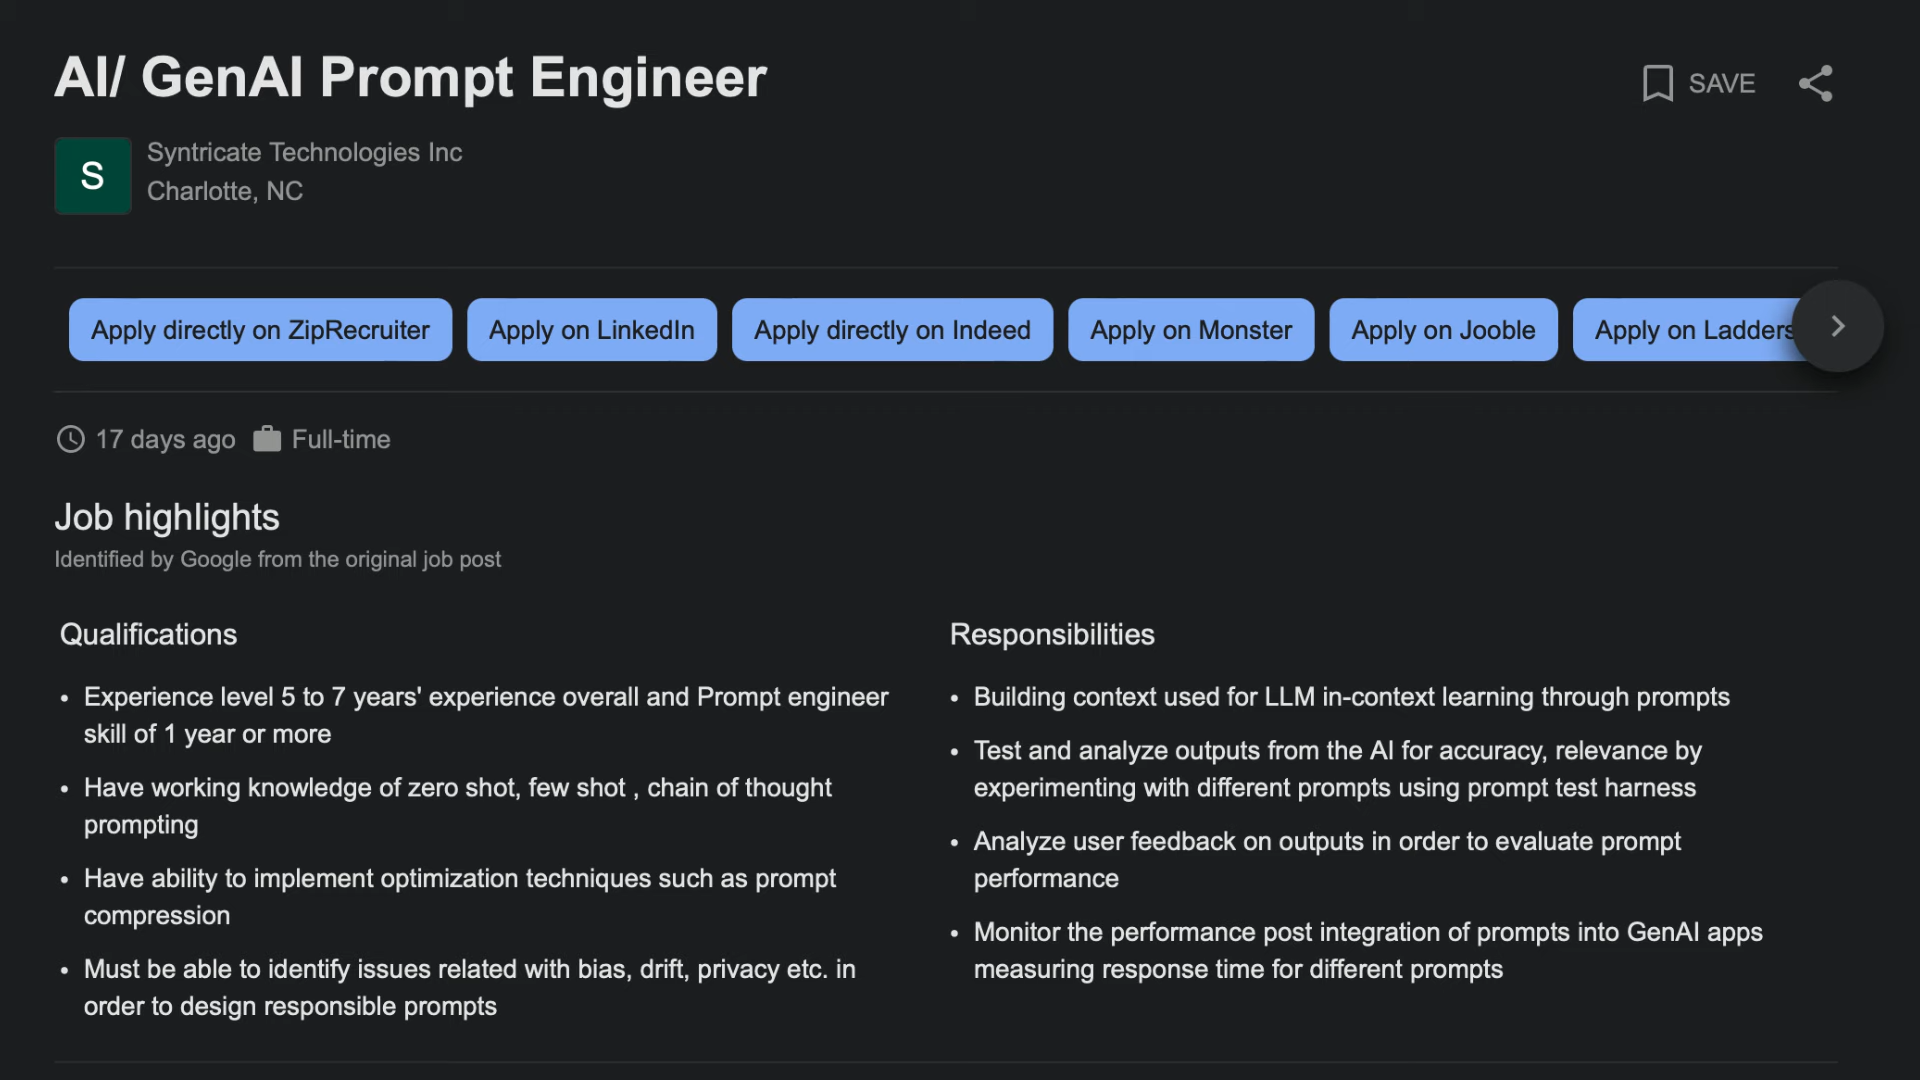 AI/ GenAI Prompt Engineer
SAVE
S
Syntricate Technologies Inc
Charlotte, NC
Apply directly on ZipRecruiter
Apply on LinkedIn
Apply directly on Indeed
Apply on Monster
Apply on Jooble
Apply on Ladders
17 days ago
Full-time
Job highlights
Identified by Google from the original job post
Qualifications
• Experience level 5 to 7 years' experience overall and Prompt engineer
skill of 1 year or more
• Have working knowledge of zero shot, few shot , chain of thought
prompting
• Have ability to implement optimization techniques such as prompt
compression
• Must be able to identify issues related with bias, drift, privacy etc. in
order to design responsible prompts
Responsibilities
• Building context used for LLM in-context learning through prompts
• Test and analyze outputs from the AI for accuracy, relevance by
experimenting with different prompts using prompt test harness
• Analyze user feedback on outputs in order to evaluate prompt
performance
• Monitor the performance post integration of prompts into GenAI apps
measuring response time for different prompts